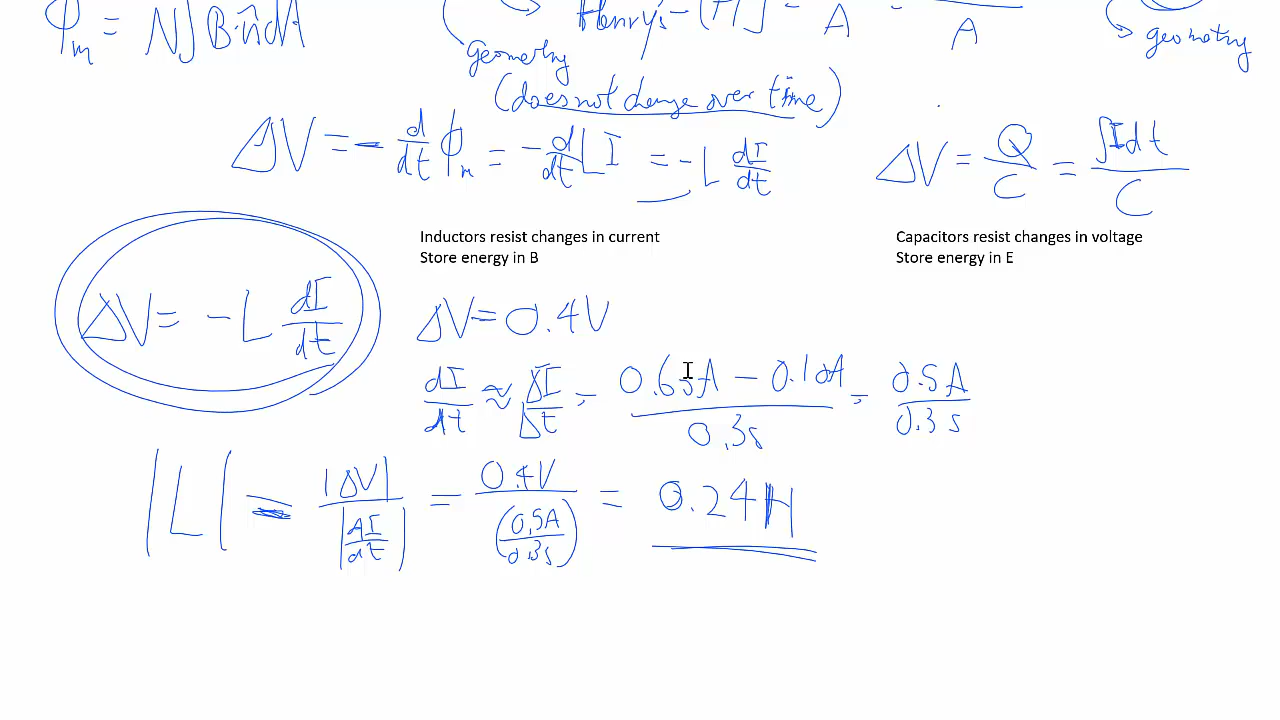 Φm = N∫B·n̂dA
Henry's - [H] = A = A
geometry
geometry
(does not change over time)
ΔV = - d/dt Φm = - d/dt LI = - L dI/dt
ΔV = Q/C = ∫Idt/C
Inductors resist changes in current
Store energy in B
Capacitors resist changes in voltage
Store energy in E
ΔV = - L dI/dt
ΔV = 0.4V
dI/dt ≈ ΔI/Δt = 0.6sA - 0.10A / 0.3s = 0.5A/0.3s
|L| = |ΔV|/|dI/dt| = 0.4V/(0.5A/0.3s) = 0.24H